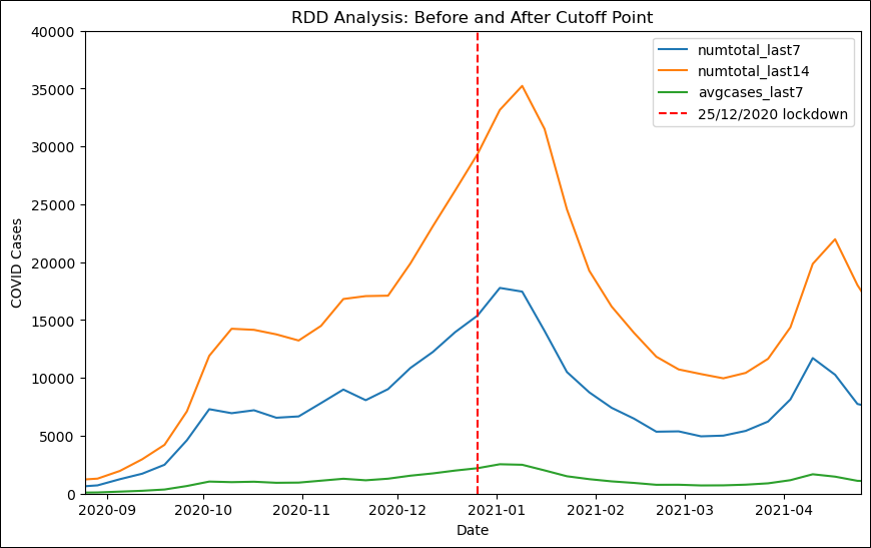 RDD Analysis: Before and After Cutoff Point
40000
35000
30000
25000
20000
15000
10000
5000
0
COVID Cases
numtotal_last7
numtotal_last14
avgcases_last7
25/12/2020 lockdown
2020-09 2020-10 2020-11 2020-12 2021-01 2021-02 2021-03 2021-04
Date